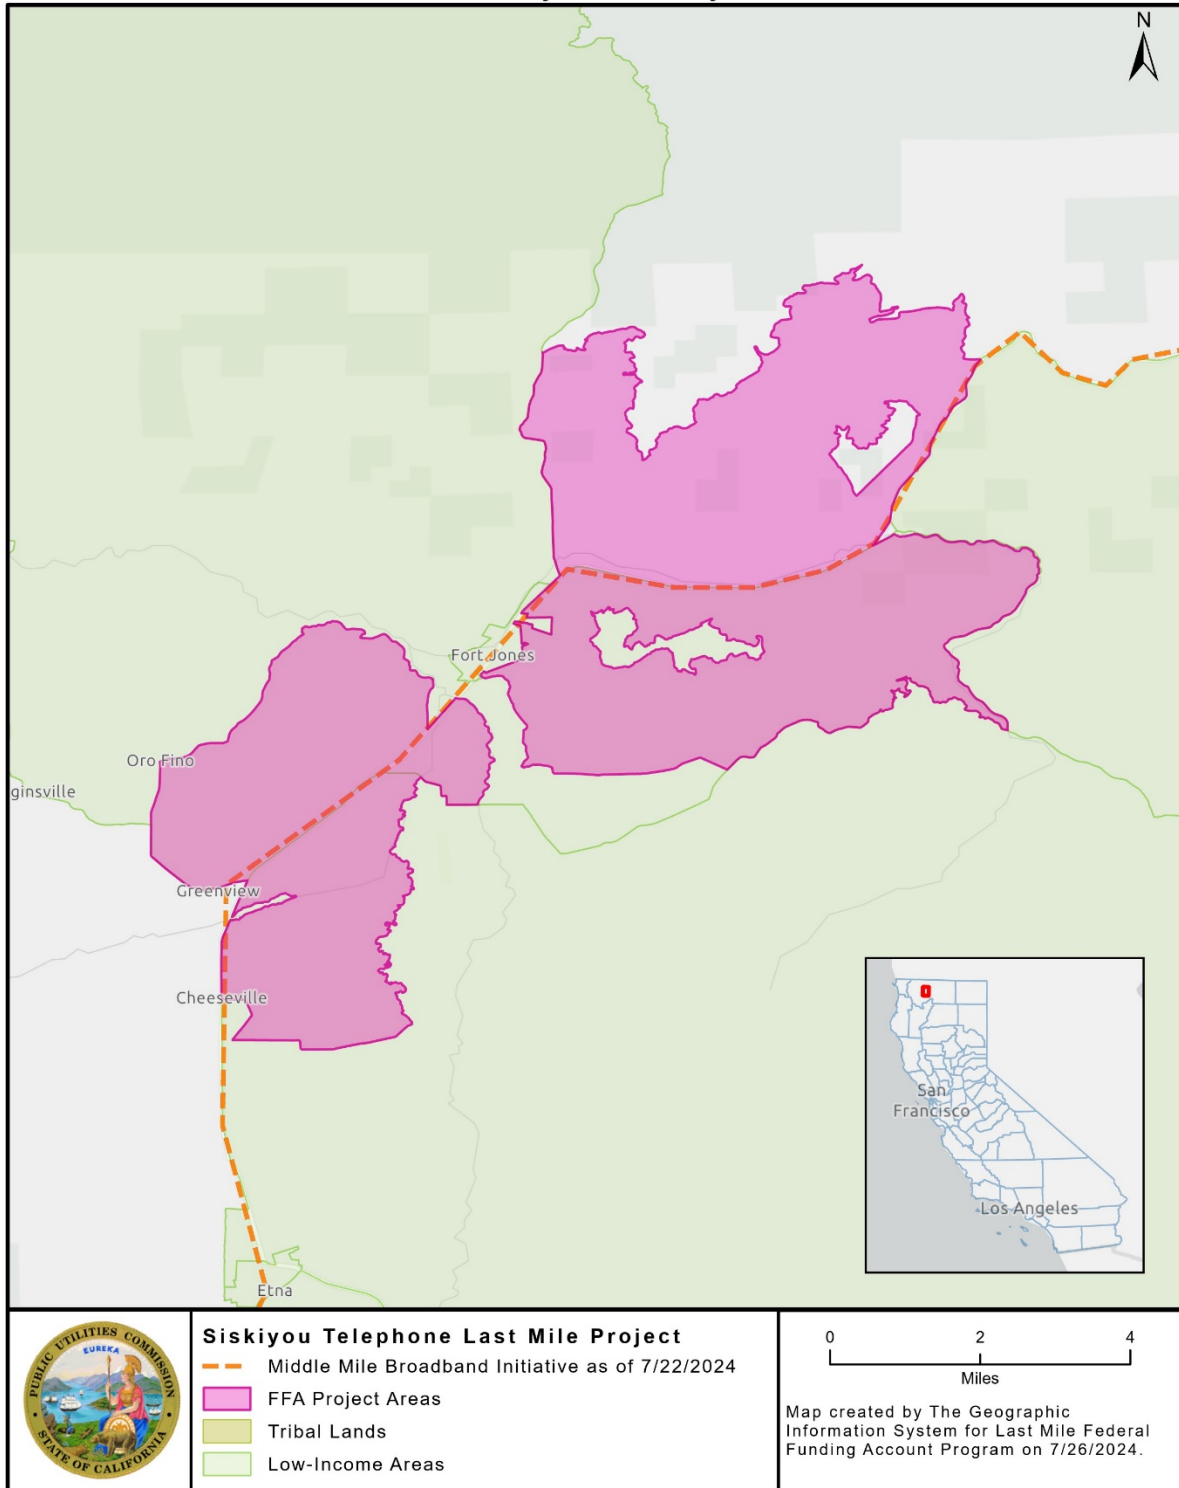 N
Fort Jones
Oro Fino
ginsville
Greenview
Cheeseville
Etna
San
Francisco
Los Angeles
PUBLIC UTILITIES COMMISSION
EUREKA
STATE OF CALIFORNIA
Siskiyou Telephone Last Mile Project
Middle Mile Broadband Initiative as of 7/22/2024
FFA Project Areas
Tribal Lands
Low-Income Areas
0 2 4
Miles
Map created by The Geographic
Information System for Last Mile Federal
Funding Account Program on 7/26/2024.